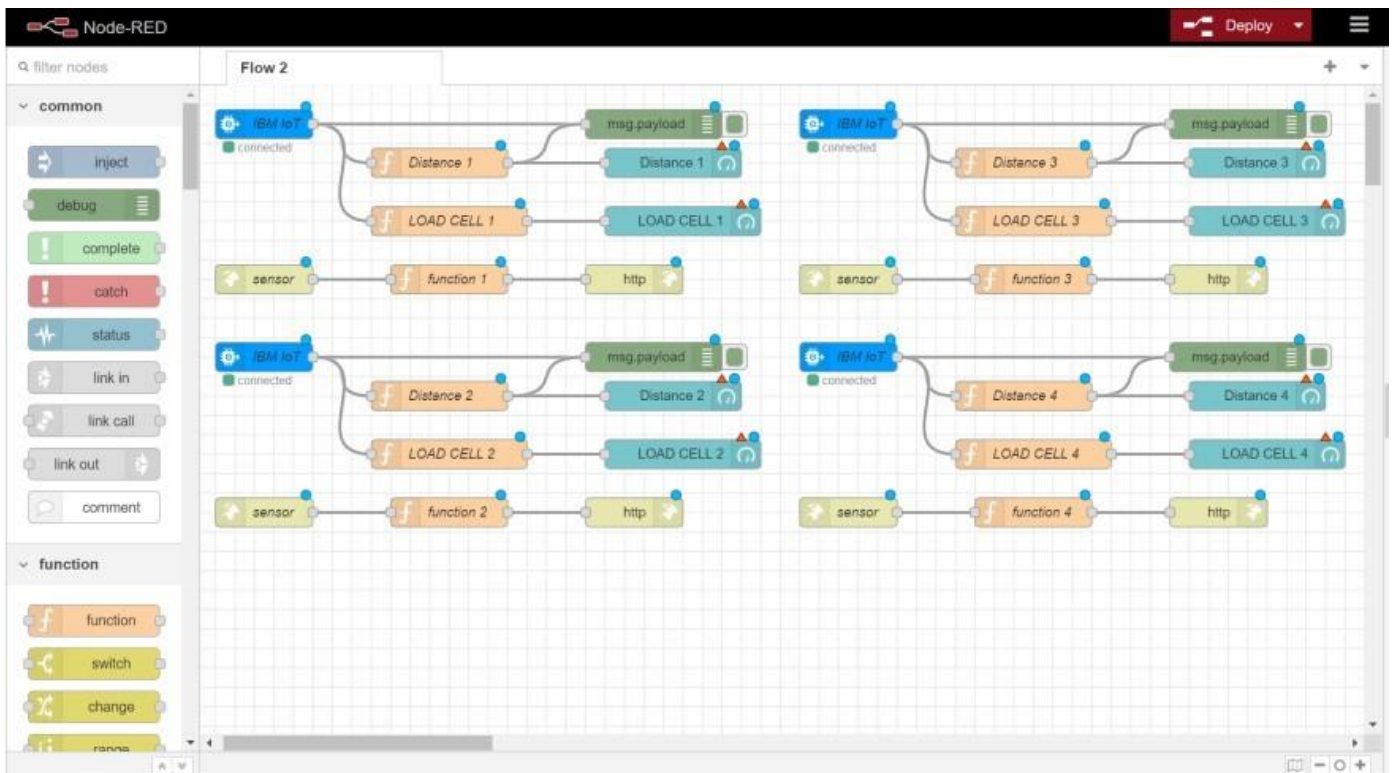 Node-RED
Deploy
filter nodes
Flow 2
common
inject
debug
complete
catch
status
link in
link call
link out
comment
function
function
switch
change
range
IBM IoT
connected
msg.payload
Distance 1
Distance 1
LOAD CELL 1
LOAD CELL 1
sensor
function 1
http
IBM IoT
connected
msg.payload
Distance 3
Distance 3
LOAD CELL 3
LOAD CELL 3
sensor
function 3
http
IBM IoT
connected
msg.payload
Distance 2
Distance 2
LOAD CELL 2
LOAD CELL 2
sensor
function 2
http
IBM IoT
connected
msg.payload
Distance 4
Distance 4
LOAD CELL 4
LOAD CELL 4
sensor
function 4
http